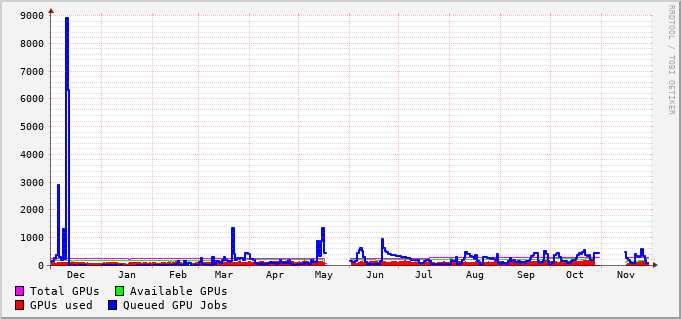 9000
8000
7000
6000
5000
4000
3000
2000
1000
0
Dec Jan Feb Mar Apr May Jun Jul Aug Sep Oct Nov
Total GPUs Available GPUs
GPUs used Queued GPU Jobs
RRDTOOL / TOBI OETIKER